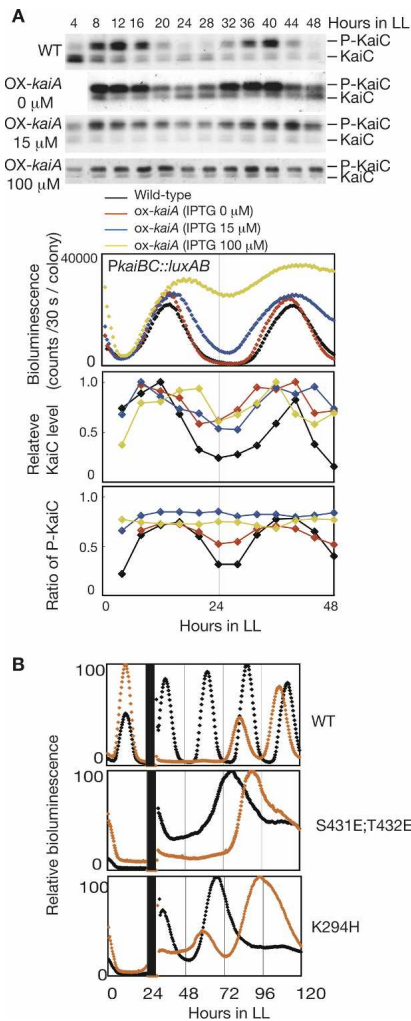 A
4 8 12 16 20 24 28 32 36 40 44 48 Hours in LL
WT
P-KaiC
KaiC
OX-kaiA
0 μM
P-KaiC
KaiC
OX-kaiA
15 μM
P-KaiC
KaiC
OX-kaiA
100 μM
P-KaiC
KaiC
Wild-type
ox-kaiA (IPTG 0 μM)
ox-kaiA (IPTG 15 μM)
ox-kaiA (IPTG 100 μM)
Bioluminescence
(counts /30 s / colony)
40000
0
PkaiBC::luxAB
Relateve
KaiC level
1.0
0.5
0
Ratio of P-KaiC
1.0
0.5
0
0 24 48
Hours in LL
B
Relative bioluminescence
100
0
WT
100
0
S431E;T432E
100
0
K294H
0 24 48 72 96 120
Hours in LL